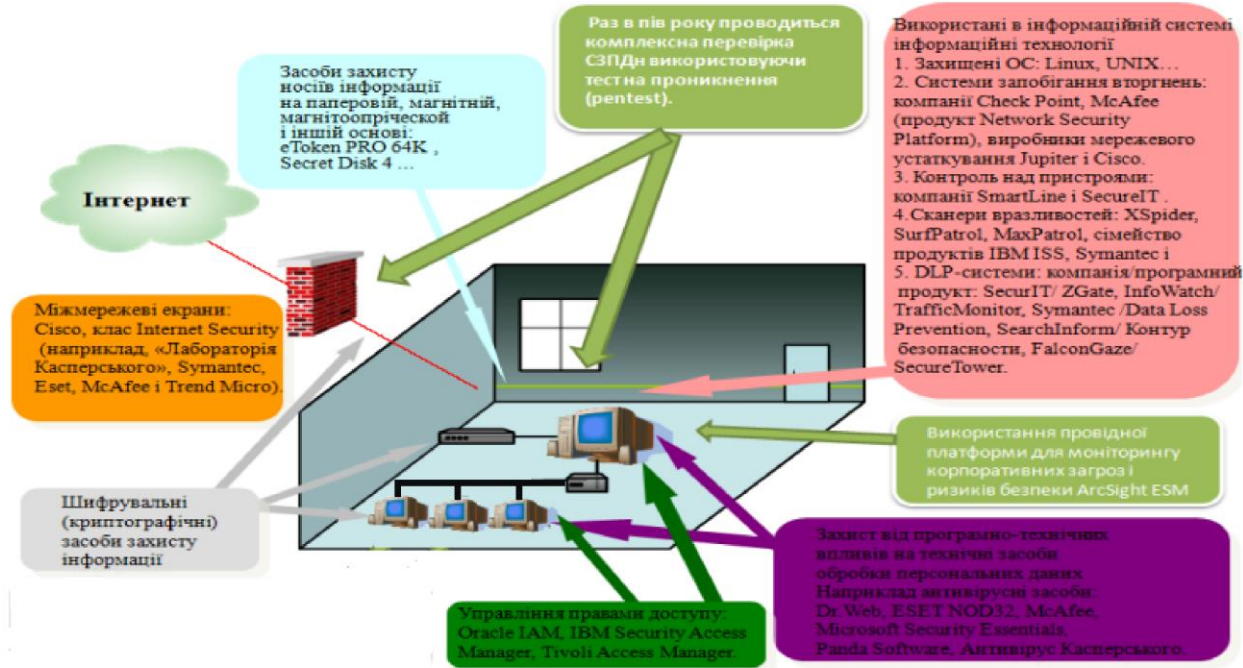 Раз в пів року проводиться
комплексна перевірка
СЗПДн використовуючи
тест на проникнення
(pentest).
Засоби захисту
носіїв інформації
на паперовій, магнітній,
магнітоопрической
і іншій основі:
eToken PRO 64K ,
Secret Disk 4 ...
Використані в інформаційній системі
інформаційні технології
1. Захищені ОС: Linux, UNIX…
2. Системи запобігання вторгнень:
компанії Check Point, McAfee
(продукт Network Security
Platform), виробники мережевого
устаткування Jupiter і Cisco.
3. Контроль над пристроями:
компанії SmartLine і SecureIT .
4.Сканери вразливостей: XSpider,
SurfPatrol, MaxPatrol, сімейство
продуктів IBM ISS, Symantec і
5. DLP-системи: компанія/програмний
продукт: SecurIT/ ZGate, InfoWatch/
TrafficMonitor, Symantec /Data Loss
Prevention, SearchInform/ Контур
безопасности, FalconGaze/
SecureTower.
Інтернет
Міжмережеві екрани:
Cisco, клас Internet Security
(наприклад, «Лабораторія
Касперського», Symantec,
Eset, McAfee і Trend Micro).
Використання провідної
платформи для моніторингу
корпоративних загроз і
ризиків безпеки ArcSight ESM
Шифрувальні
(криптографічні)
засоби захисту
інформації
Захист від програмно-технічних
впливів на технічні засоби
обробки персональних даних
Наприклад антивірусні засоби:
Dr.Web, ESET NOD32, McAfee,
Microsoft Security Essentials,
Panda Software, Антивірус Касперського.
Управління правами доступу:
Oracle IAM, IBM Security Access
Manager, Tivoli Access Manager.